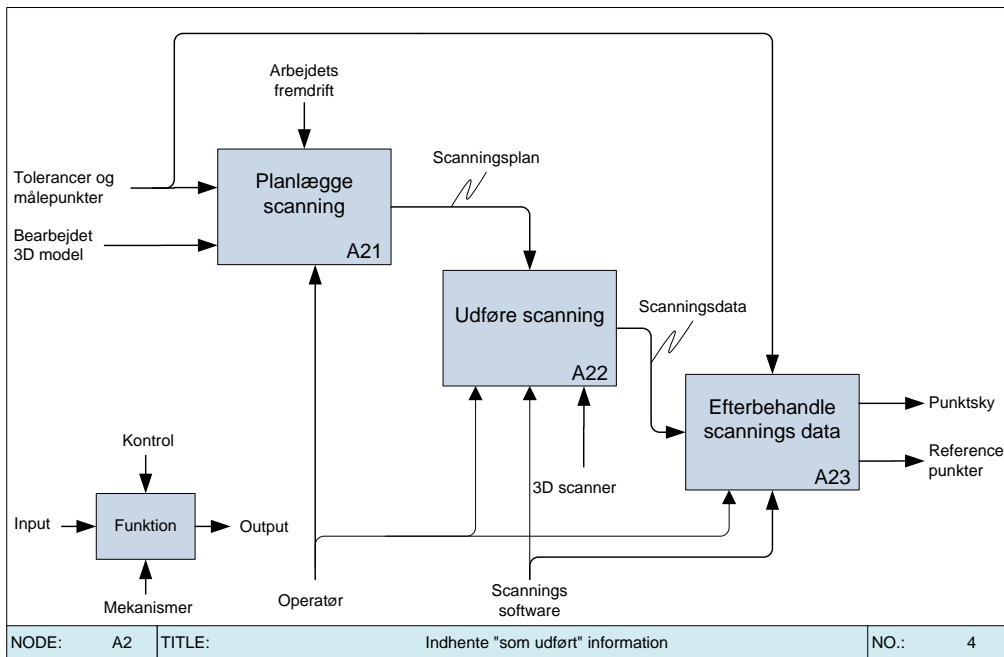 Arbejdets
fremdrift
Tolerancer og
målepunkter
Bearbejdet
3D model
Planlægge
scanning
A21
Scanningsplan
Udføre scanning
A22
Scanningsdata
Efterbehandle
scannings data
A23
Punktsky
Reference
punkter
3D scanner
Kontrol
Input
Funktion
Output
Mekanismer
Operatør
Scannings
software
NODE: A2 TITLE: Indhente "som udført" information NO.: 4